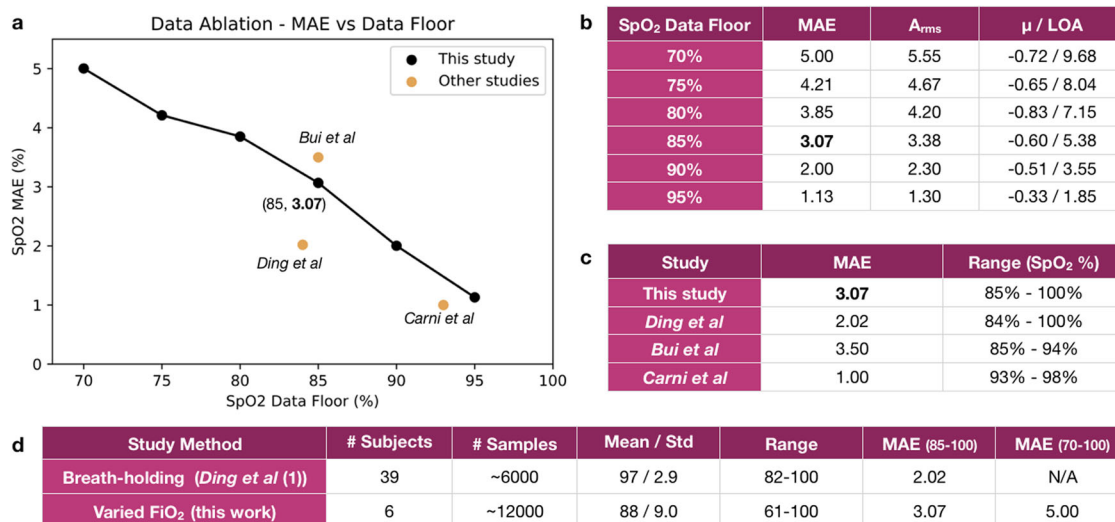 a
Data Ablation - MAE vs Data Floor
This study
Other studies
5
4
3
2
1
0
SpO2 MAE (%)
Bui et al
(85, 3.07)
Ding et al
Carni et al
70 75 80 85 90 95 100
SpO2 Data Floor (%)
b
SpO₂ Data Floor MAE Aᵣₘₛ µ / LOA
70% 5.00 5.55 -0.72 / 9.68
75% 4.21 4.67 -0.65 / 8.04
80% 3.85 4.20 -0.83 / 7.15
85% 3.07 3.38 -0.60 / 5.38
90% 2.00 2.30 -0.51 / 3.55
95% 1.13 1.30 -0.33 / 1.85
c
Study MAE Range (SpO₂ %)
This study 3.07 85% - 100%
Ding et al 2.02 84% - 100%
Bui et al 3.50 85% - 94%
Carni et al 1.00 93% - 98%
d
Study Method # Subjects # Samples Mean / Std Range MAE (85-100) MAE (70-100)
Breath-holding (Ding et al (1)) 39 ~6000 97 / 2.9 82-100 2.02 N/A
Varied FiO₂ (this work) 6 ~12000 88 / 9.0 61-100 3.07 5.00